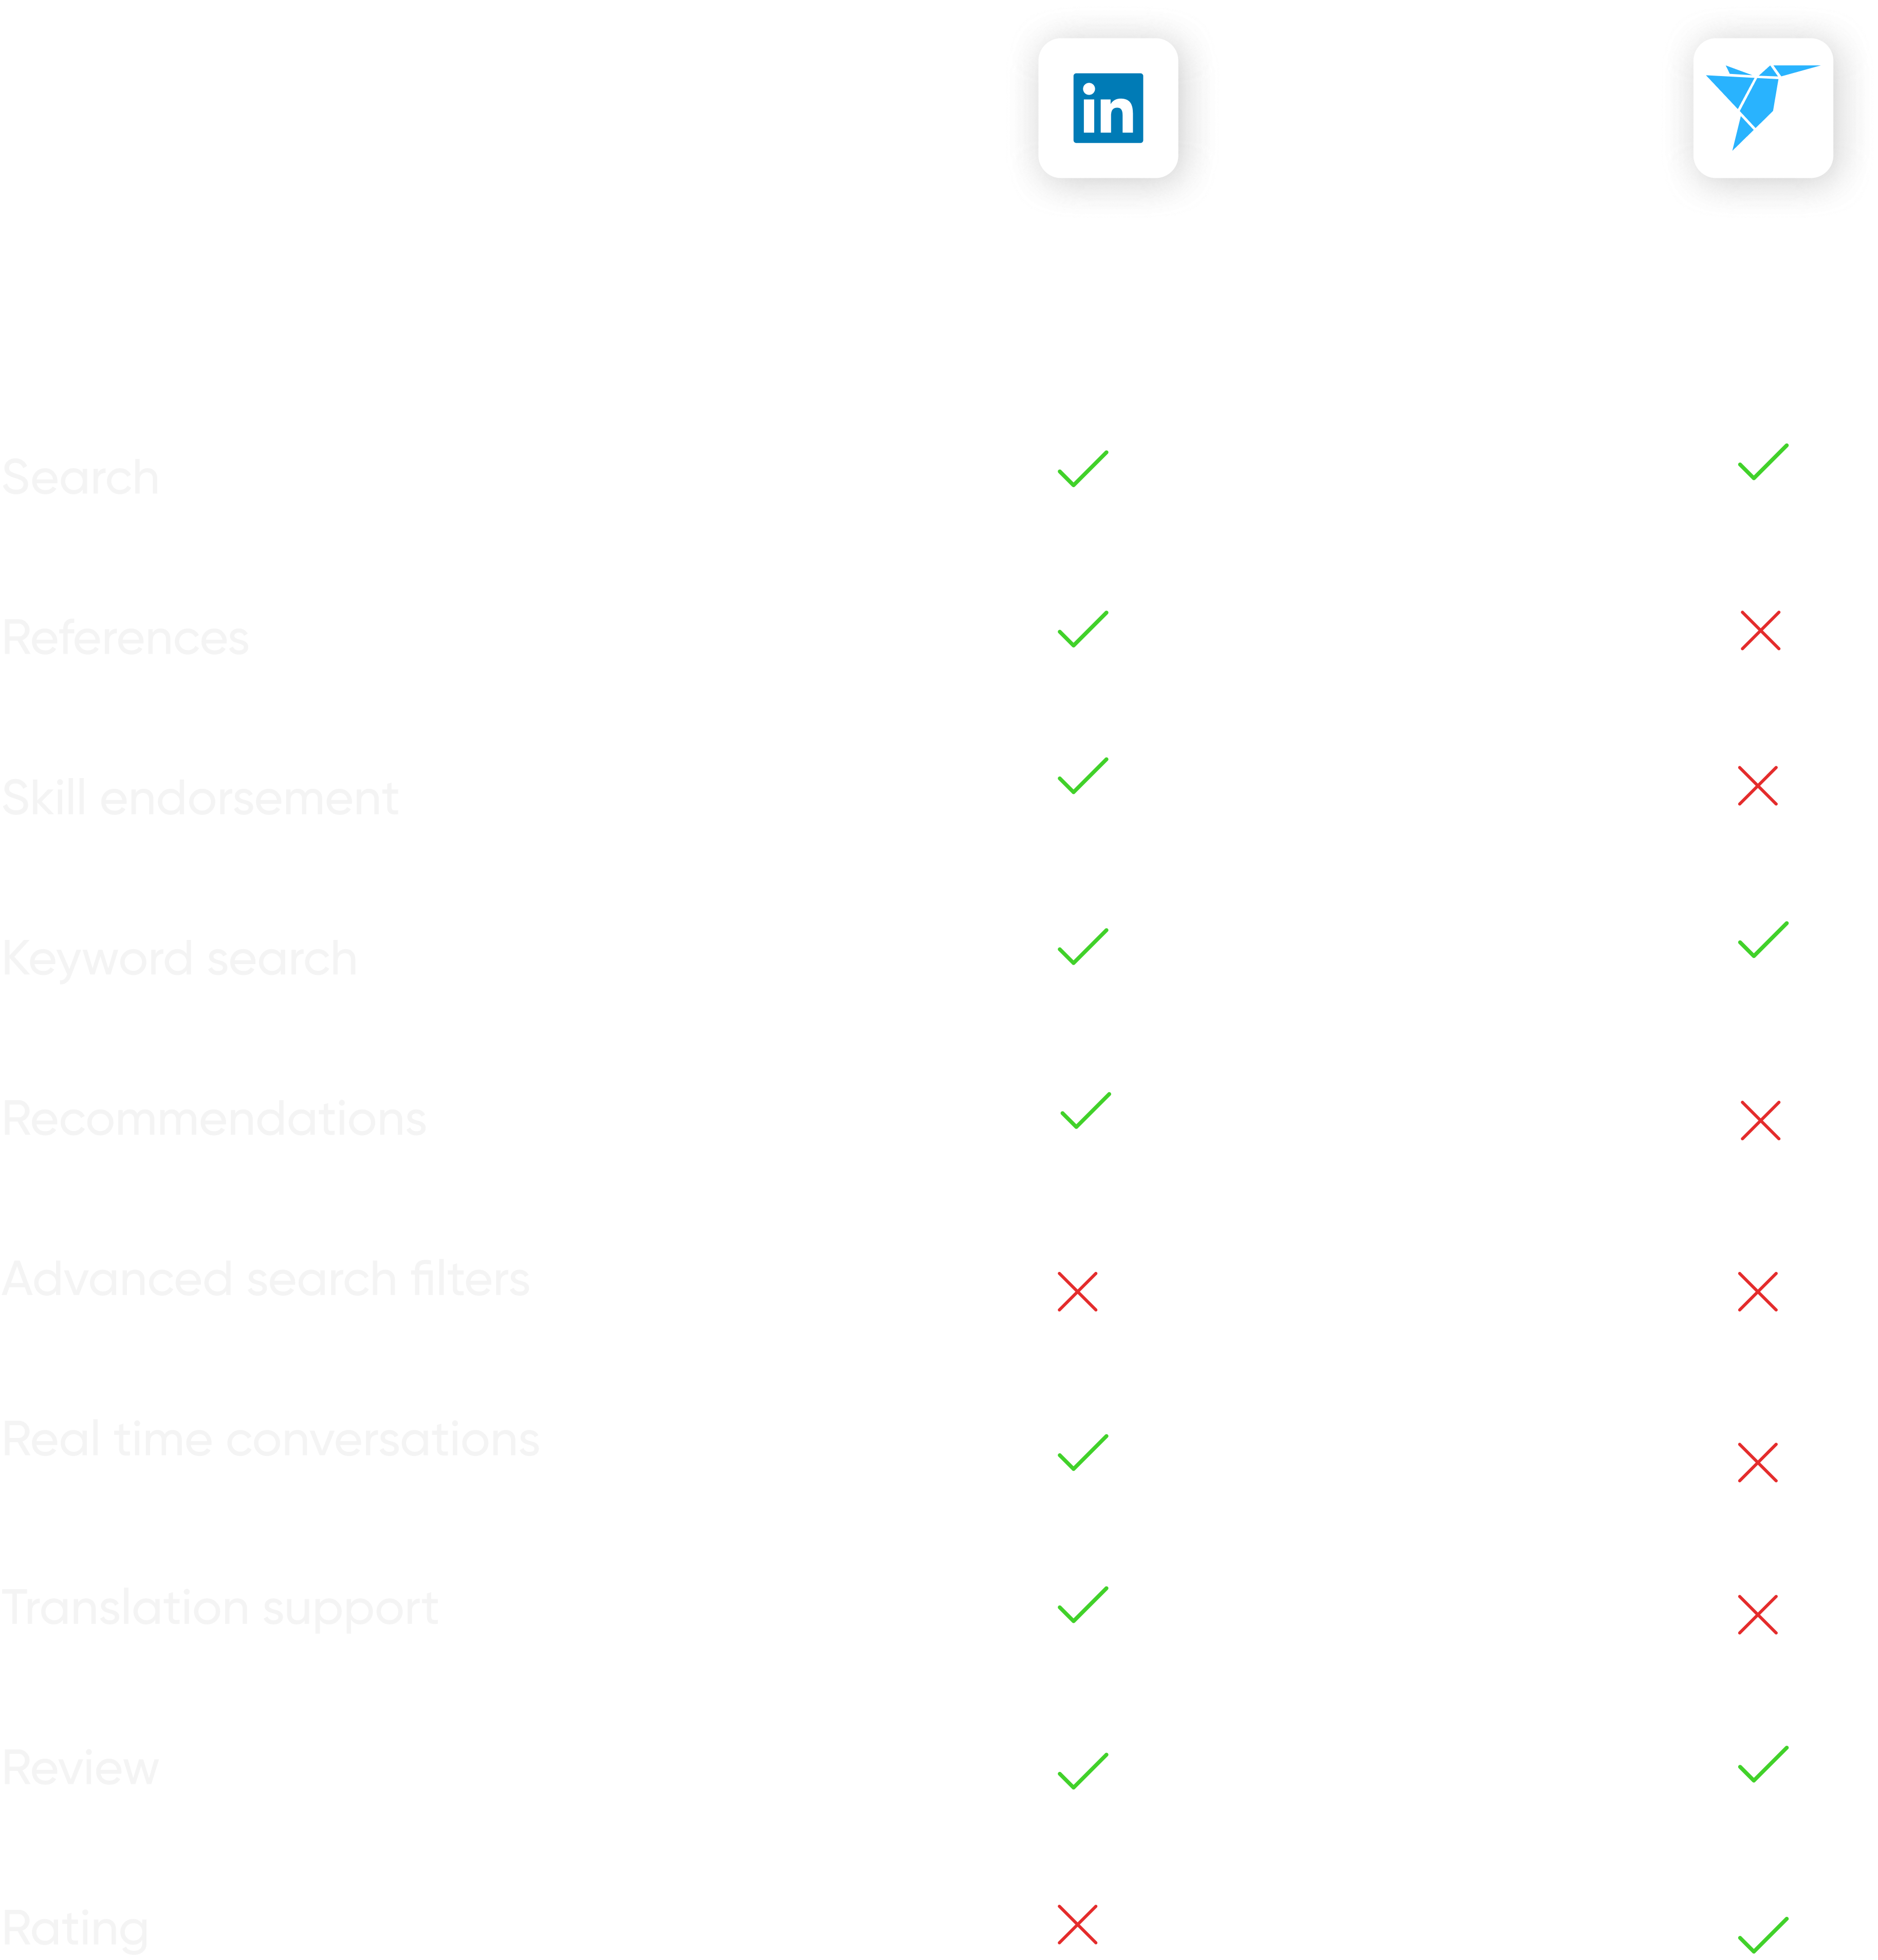 in
Search
References
Skill endorsement
Keyword search
Recommendations
Advanced search filters
Real time conversations
Translation support
Review
Rating